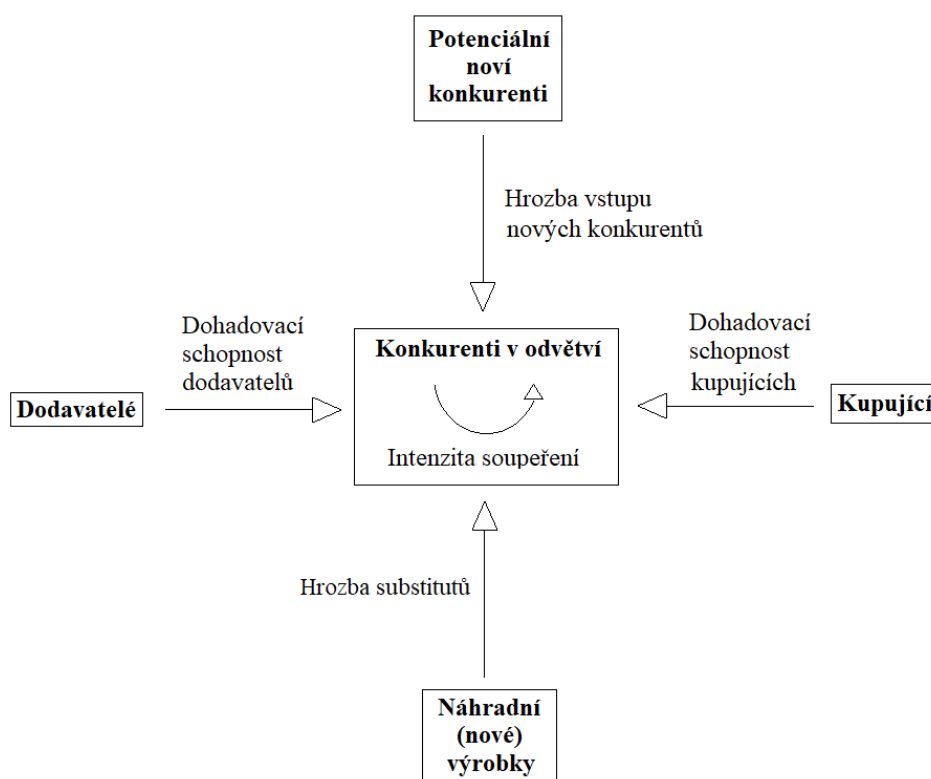 Potenciální
noví
konkurenti
Hrozba vstupu
nových konkurentů
Dohadovací
schopnost
dodavatelů
Dodavatelé
Konkurenti v odvětví
Intenzita soupeření
Dohadovací
schopnost
kupujících
Kupující
Hrozba substitutů
Náhradní
(nové)
výrobky